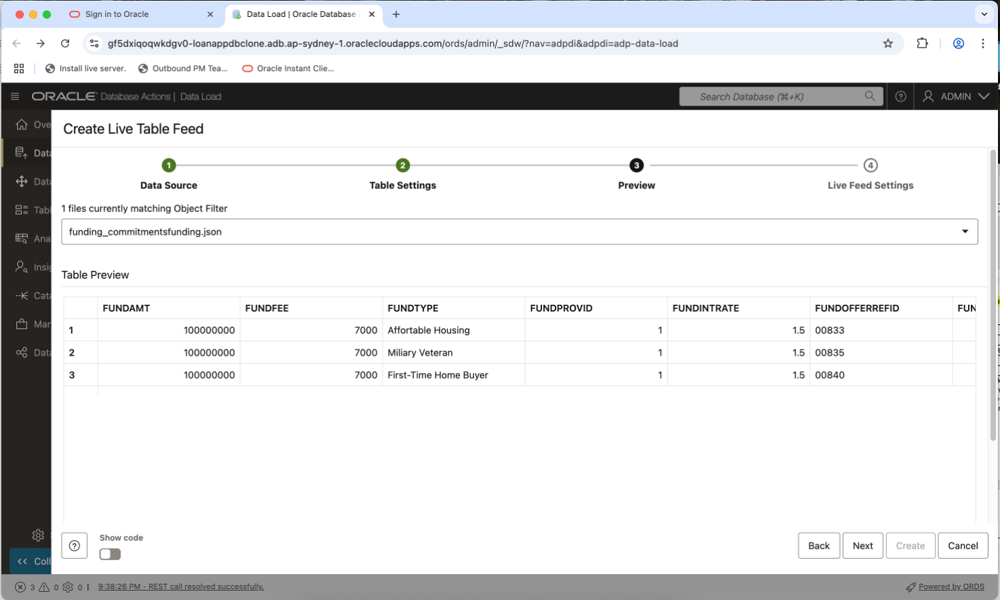 Sign in to Oracle
Data Load | Oracle Database
gf5dxiqoqwkdgv0-loanappdbclone.adb.ap-sydney-1.oraclecloudapps.com/ords/admin/_sdw/?nav=adpdi&adpdi=adp-data-load
Install live server.
Outbound PM Tea...
Oracle Instant Clie...
ORACLE Database Actions | Data Load
Search Database (⌘+K)
ADMIN
Ove
Data
Data
Tabl
Ana
Insig
Cata
Mar
Data
Coll
Create Live Table Feed
1 2 3 4
Data Source Table Settings Preview Live Feed Settings
1 files currently matching Object Filter
funding_commitmentsfunding.json
Table Preview
FUNDAMT FUNDFEE FUNDTYPE FUNDPROVID FUNDINTRATE FUNDOFFERREFID FUN
1 100000000 7000 Affortable Housing 1 1.5 00833
2 100000000 7000 Miliary Veteran 1 1.5 00835
3 100000000 7000 First-Time Home Buyer 1 1.5 00840
Show code
Back Next Create Cancel
3 0 0 | 9:38:26 PM - REST call resolved successfully.
Powered by ORDS